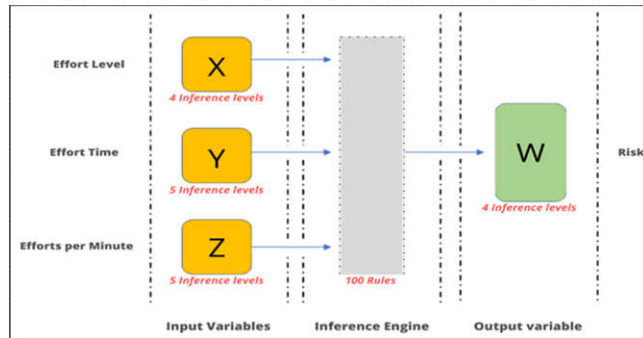 Effort Level
X
4 Inference levels
Effort Time
Y
5 Inference levels
W
Risk
4 Inference levels
Efforts per Minute
Z
5 Inference levels
100 Rules
Input Variables
Inference Engine
Output variable